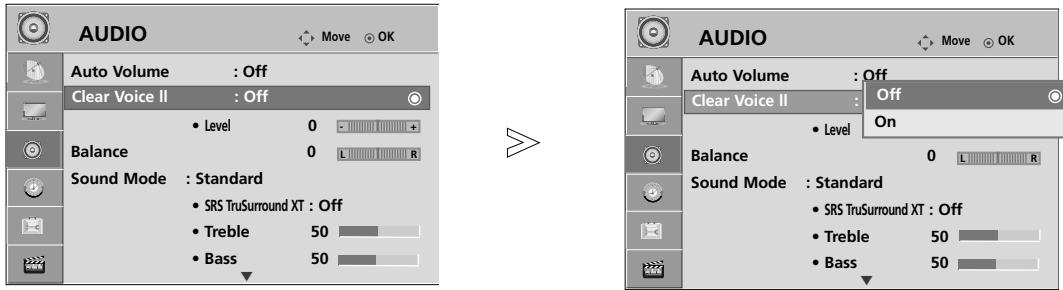 AUDIO
Move OK
Auto Volume : Off
Clear Voice ll : Off
• Level 0 - +
Balance 0 L R
Sound Mode : Standard
• SRS TruSurround XT : Off
• Treble 50
• Bass 50
AUDIO
Move OK
Auto Volume : Off
Clear Voice ll :
Off
On
• Level
Balance 0 L R
Sound Mode : Standard
• SRS TruSurround XT : Off
• Treble 50
• Bass 50